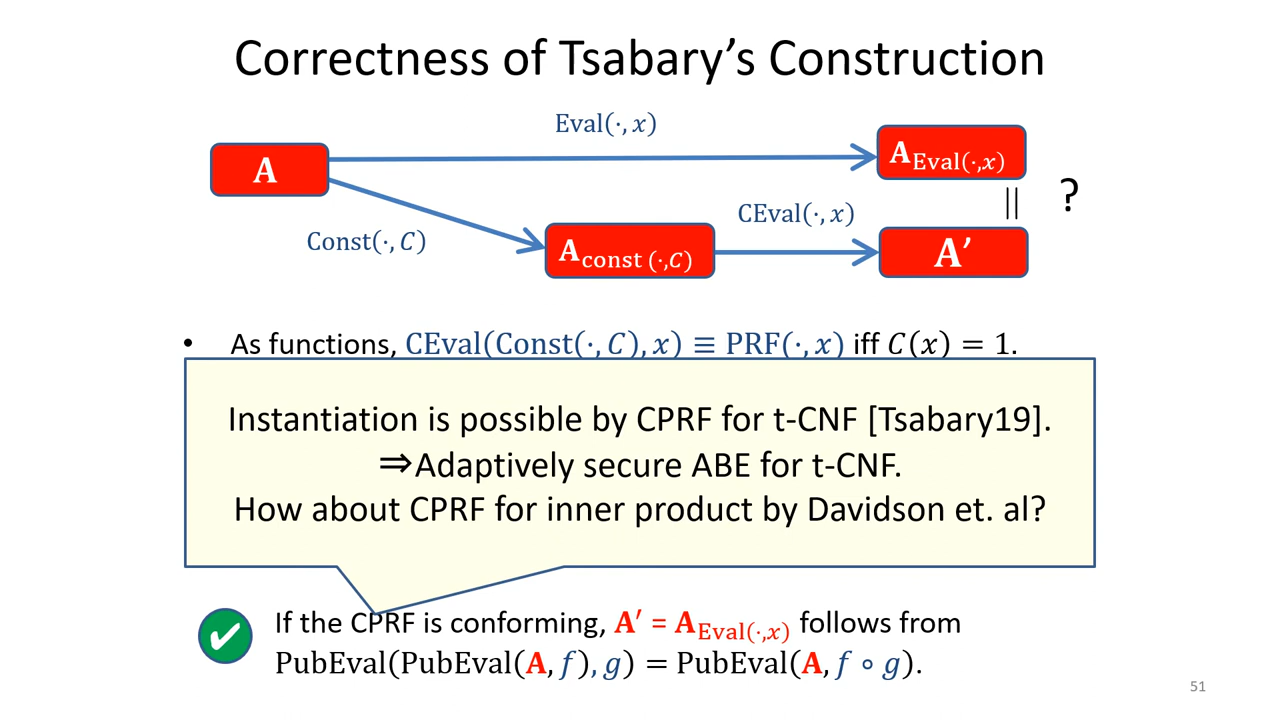 Correctness of Tsabary’s Construction
Eval(·, x)
A
A_Eval(·,x)
|| ?
CEval(·, x)
Const(·, C)
A_const (·,C)
A′
• As functions, CEval(Const(·, C), x) ≡ PRF(·, x) iff C(x) = 1.
Instantiation is possible by CPRF for t-CNF [Tsabary19].
⇒Adaptively secure ABE for t-CNF.
How about CPRF for inner product by Davidson et. al?
If the CPRF is conforming, A′ = A_Eval(·,x) follows from
PubEval(PubEval(A, f), g) = PubEval(A, f ∘ g).
51